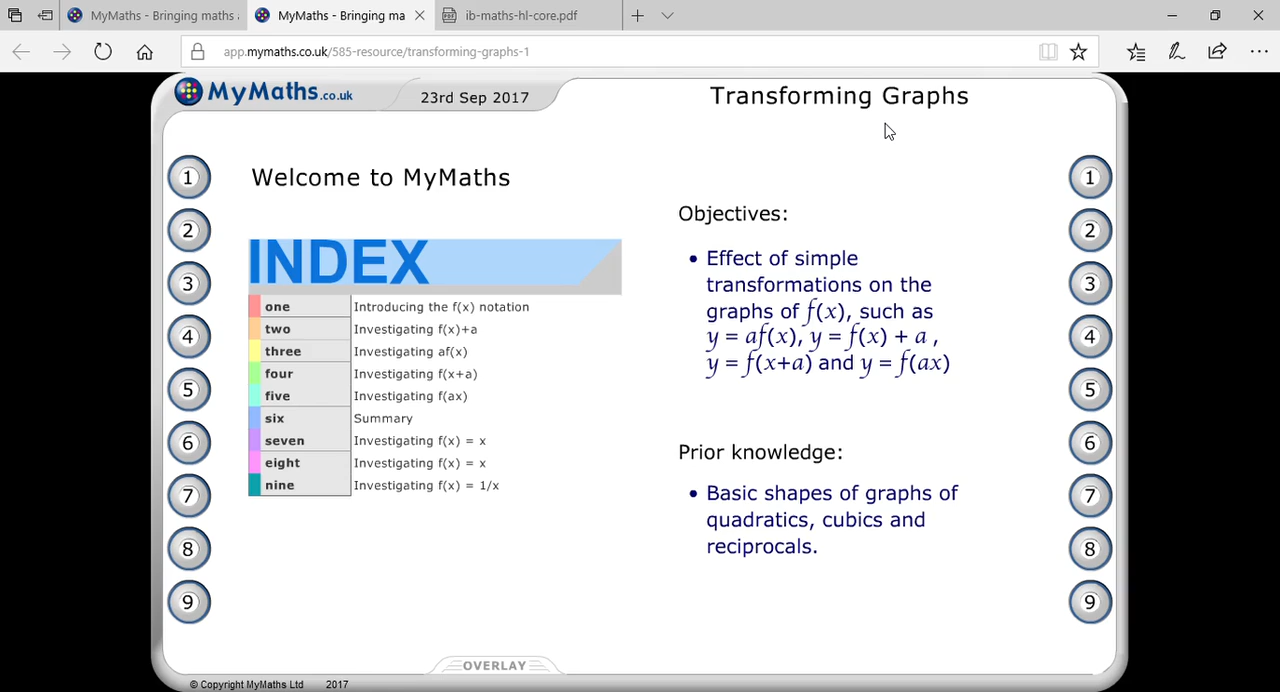 MyMaths - Bringing maths
MyMaths - Bringing ma
ib-maths-hl-core.pdf
app.mymaths.co.uk/585-resource/transforming-graphs-1
MyMaths.co.uk
23rd Sep 2017
Transforming Graphs
Welcome to MyMaths
INDEX
one Introducing the f(x) notation
two Investigating f(x)+a
three Investigating af(x)
four Investigating f(x+a)
five Investigating f(ax)
six Summary
seven Investigating f(x) = x
eight Investigating f(x) = x
nine Investigating f(x) = 1/x
Objectives:
• Effect of simple
transformations on the
graphs of f(x), such as
y = af(x), y = f(x) + a ,
y = f(x+a) and y = f(ax)
Prior knowledge:
• Basic shapes of graphs of
quadratics, cubics and
reciprocals.
1
2
3
4
5
6
7
8
9
1
2
3
4
5
6
7
8
9
OVERLAY
© Copyright MyMaths Ltd 2017